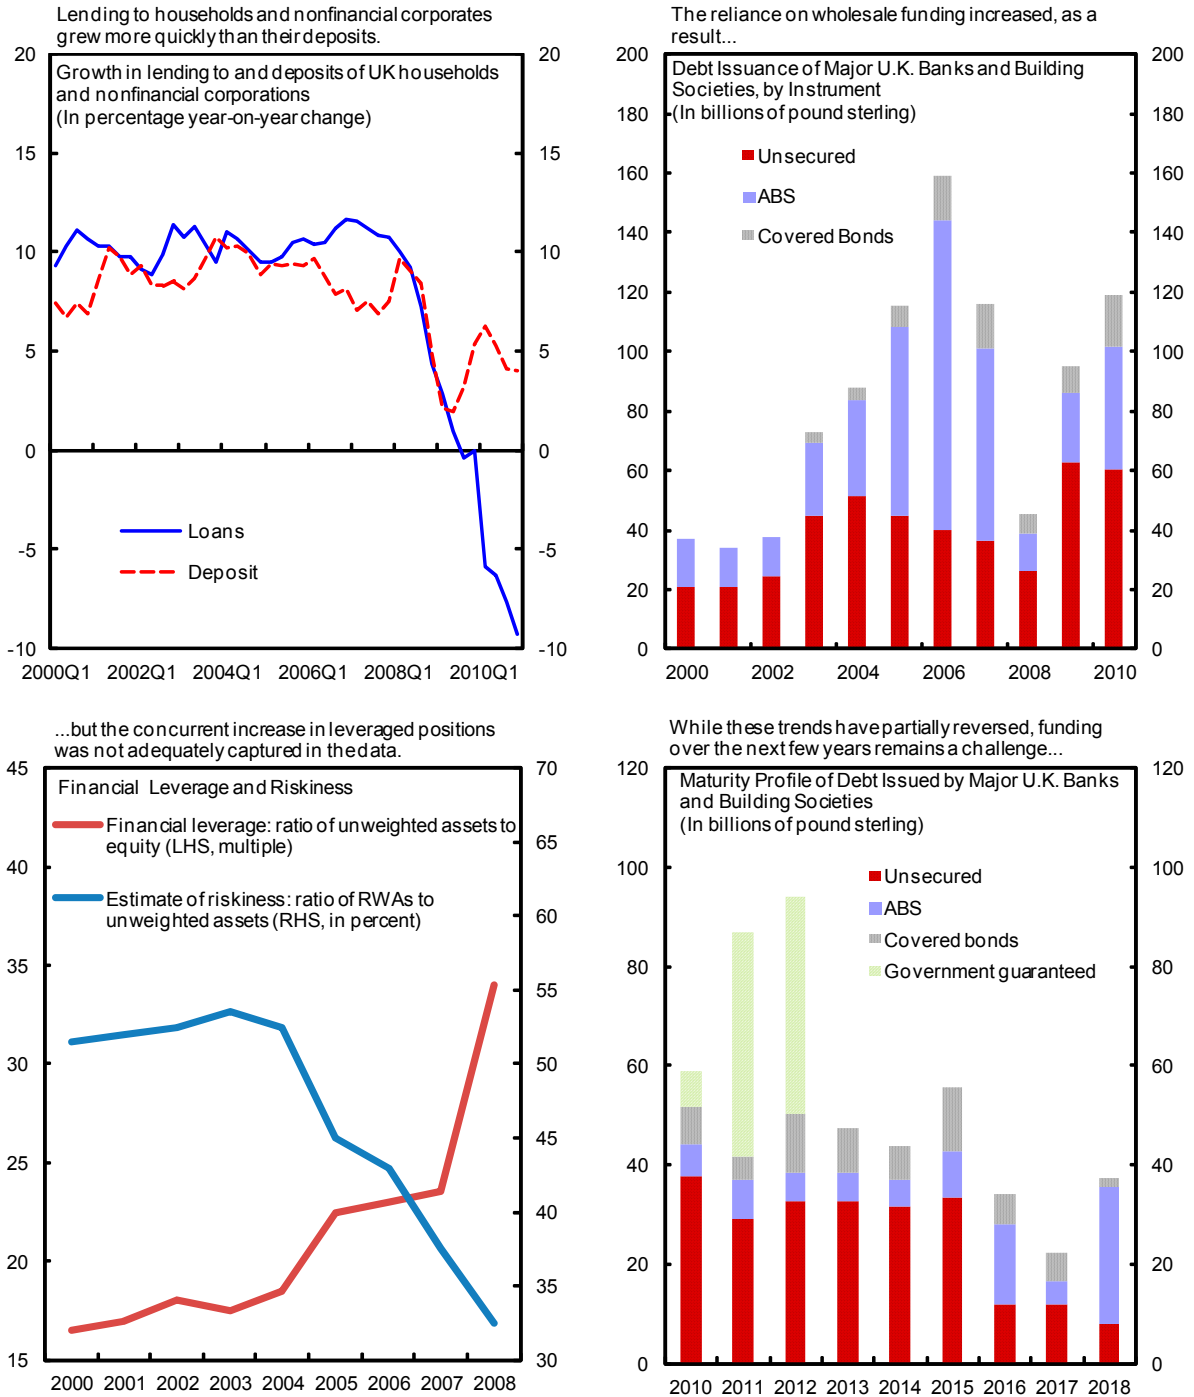 Lending to households and nonfinancial corporates
grew more quickly than their deposits.
20
20
Growth in lending to and deposits of UK households
and nonfinancial corporations
(In percentage year-on-year change)
15
15
10
10
5
5
0
0
Loans
-5
-5
Deposit
-10
-10
2000Q1 2002Q1 2004Q1 2006Q1 2008Q1 2010Q1
The reliance on wholesale funding increased, as a
result...
200
200
Debt Issuance of Major U.K. Banks and Building
Societies, by Instrument
(In billions of pound sterling)
180
180
Unsecured
160
160
ABS
140
140
Covered Bonds
120
120
100
100
80
80
60
60
40
40
20
20
0
0
2000 2002 2004 2006 2008 2010
...but the concurrent increase in leveraged positions
was not adequately captured in the data.
45
70
Financial Leverage and Riskiness
Financial leverage: ratio of unweighted assets to
equity (LHS, multiple)
65
40
Estimate of riskiness: ratio of RWAs to
unweighted assets (RHS, in percent)
60
35
55
30
50
25
45
40
20
35
15
30
2000 2001 2002 2003 2004 2005 2006 2007 2008
While these trends have partially reversed, funding
over the next few years remains a challenge...
120
120
Maturity Profile of Debt Issued by Major U.K. Banks
and Building Societies
(In billions of pound sterling)
100
100
Unsecured
ABS
Covered bonds
Government guaranteed
80
80
60
60
40
40
20
20
0
0
2010 2011 2012 2013 2014 2015 2016 2017 2018